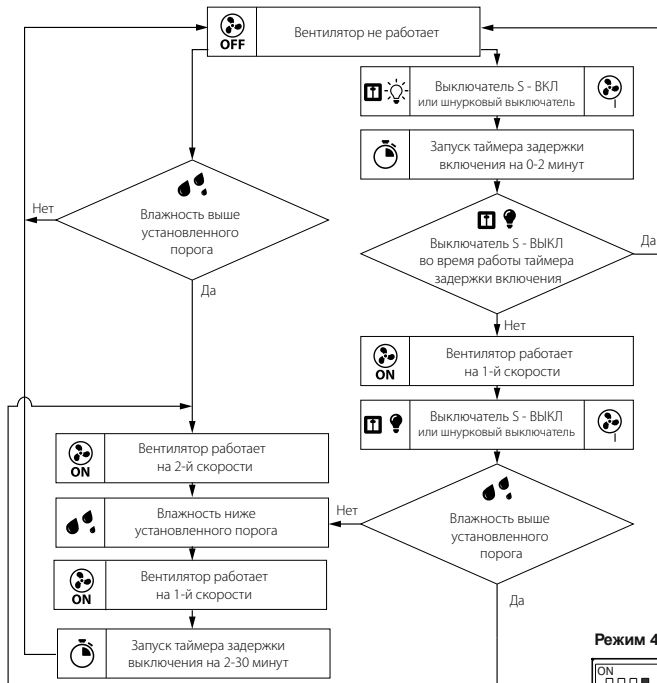 OFF
Вентилятор не работает
Выключатель S - ВКЛ
или шнурковый выключатель
Запуск таймера задержки
включения на 0-2 минут
Нет
Влажность выше
установленного
порога
Да
Выключатель S - ВЫКЛ
во время работы таймера
задержки включения
Да
Нет
ON
Вентилятор работает
на 1-й скорости
Выключатель S - ВЫКЛ
или шнурковый выключатель
ON
Вентилятор работает
на 2-й скорости
Влажность ниже
установленного порога
Нет
Влажность выше
установленного
порога
Да
ON
Вентилятор работает
на 1-й скорости
Запуск таймера задержки
выключения на 2-30 минут
Режим 4
ON